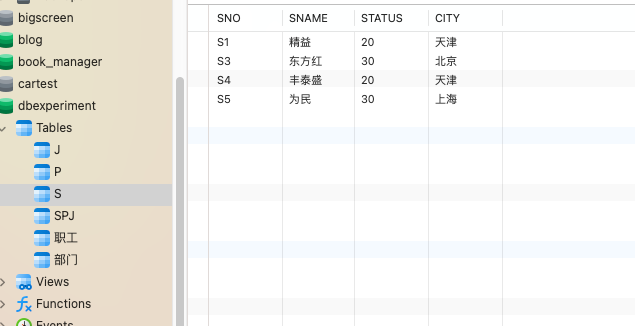 bigscreen
blog
book_manager
cartest
dbexperiment
Tables
J
P
S
SPJ
职工
部门
Views
Functions
Events
SNO SNAME STATUS CITY
S1 精益 20 天津
S3 东方红 30 北京
S4 丰泰盛 20 天津
S5 为民 30 上海